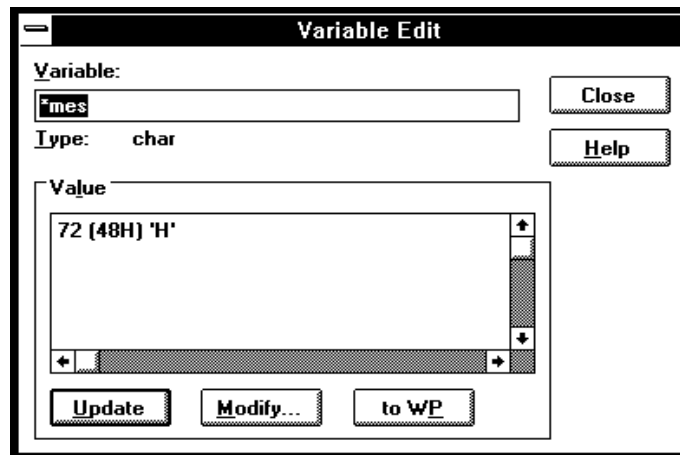 Variable Edit
Variable:
*mes
Close
Type: char
Help
Value
72 (48H) 'H'
Update Modify... to WP